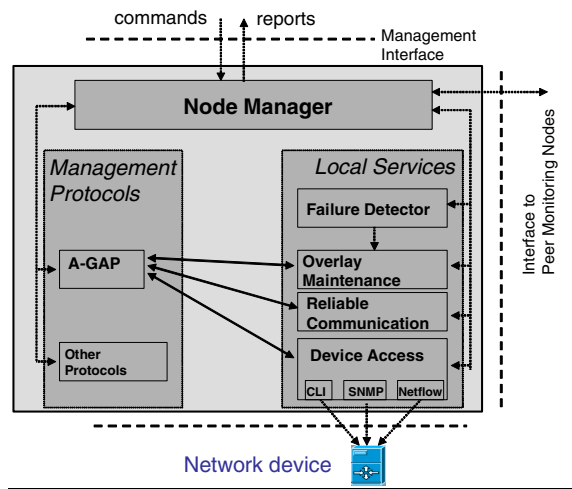 commands
reports
Management
Interface
Node Manager
Management
Protocols
A-GAP
Other
Protocols
Local Services
Failure Detector
Overlay
Maintenance
Reliable
Communication
Device Access
CLI
SNMP
Netflow
Interface to
Peer Monitoring Nodes
Network device